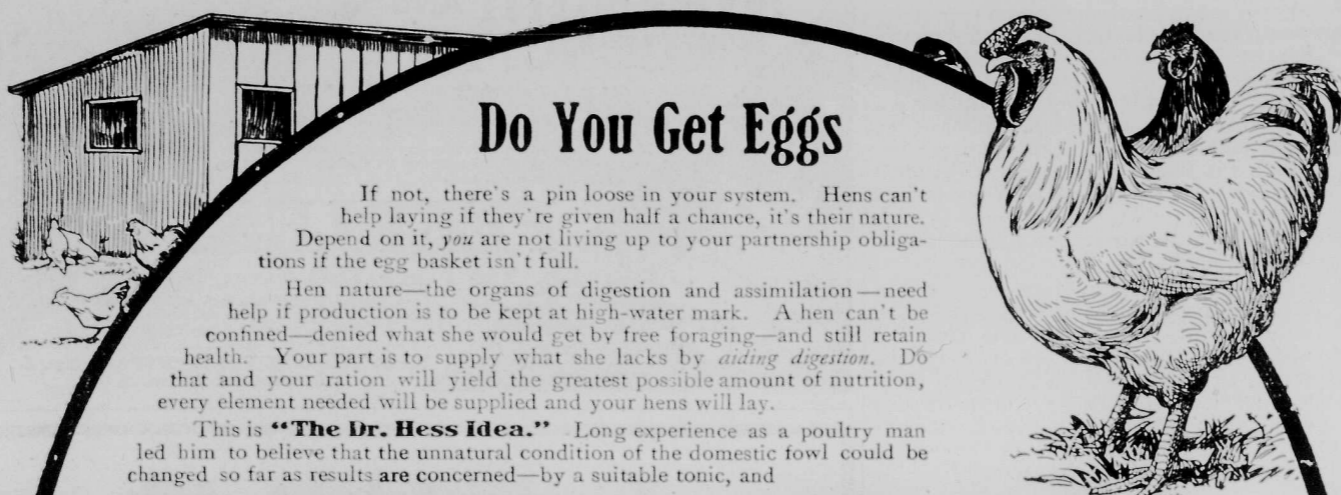 Do You Get Eggs
If not, there's a pin loose in your system. Hens can't
help laying if they're given half a chance, it's their nature.
Depend on it, you are not living up to your partnership obliga-
tions if the egg basket isn't full.
Hen nature—the organs of digestion and assimilation—need
help if production is to be kept at high-water mark. A hen can't be
confined—denied what she would get by free foraging—and still retain
health. Your part is to supply what she lacks by aiding digestion. Do
that and your ration will yield the greatest possible amount of nutrition,
every element needed will be supplied and your hens will lay.
This is “The Dr. Hess Idea.” Long experience as a poultry man
led him to believe that the unnatural condition of the domestic fowl could be
changed so far as results are concerned—by a suitable tonic, and